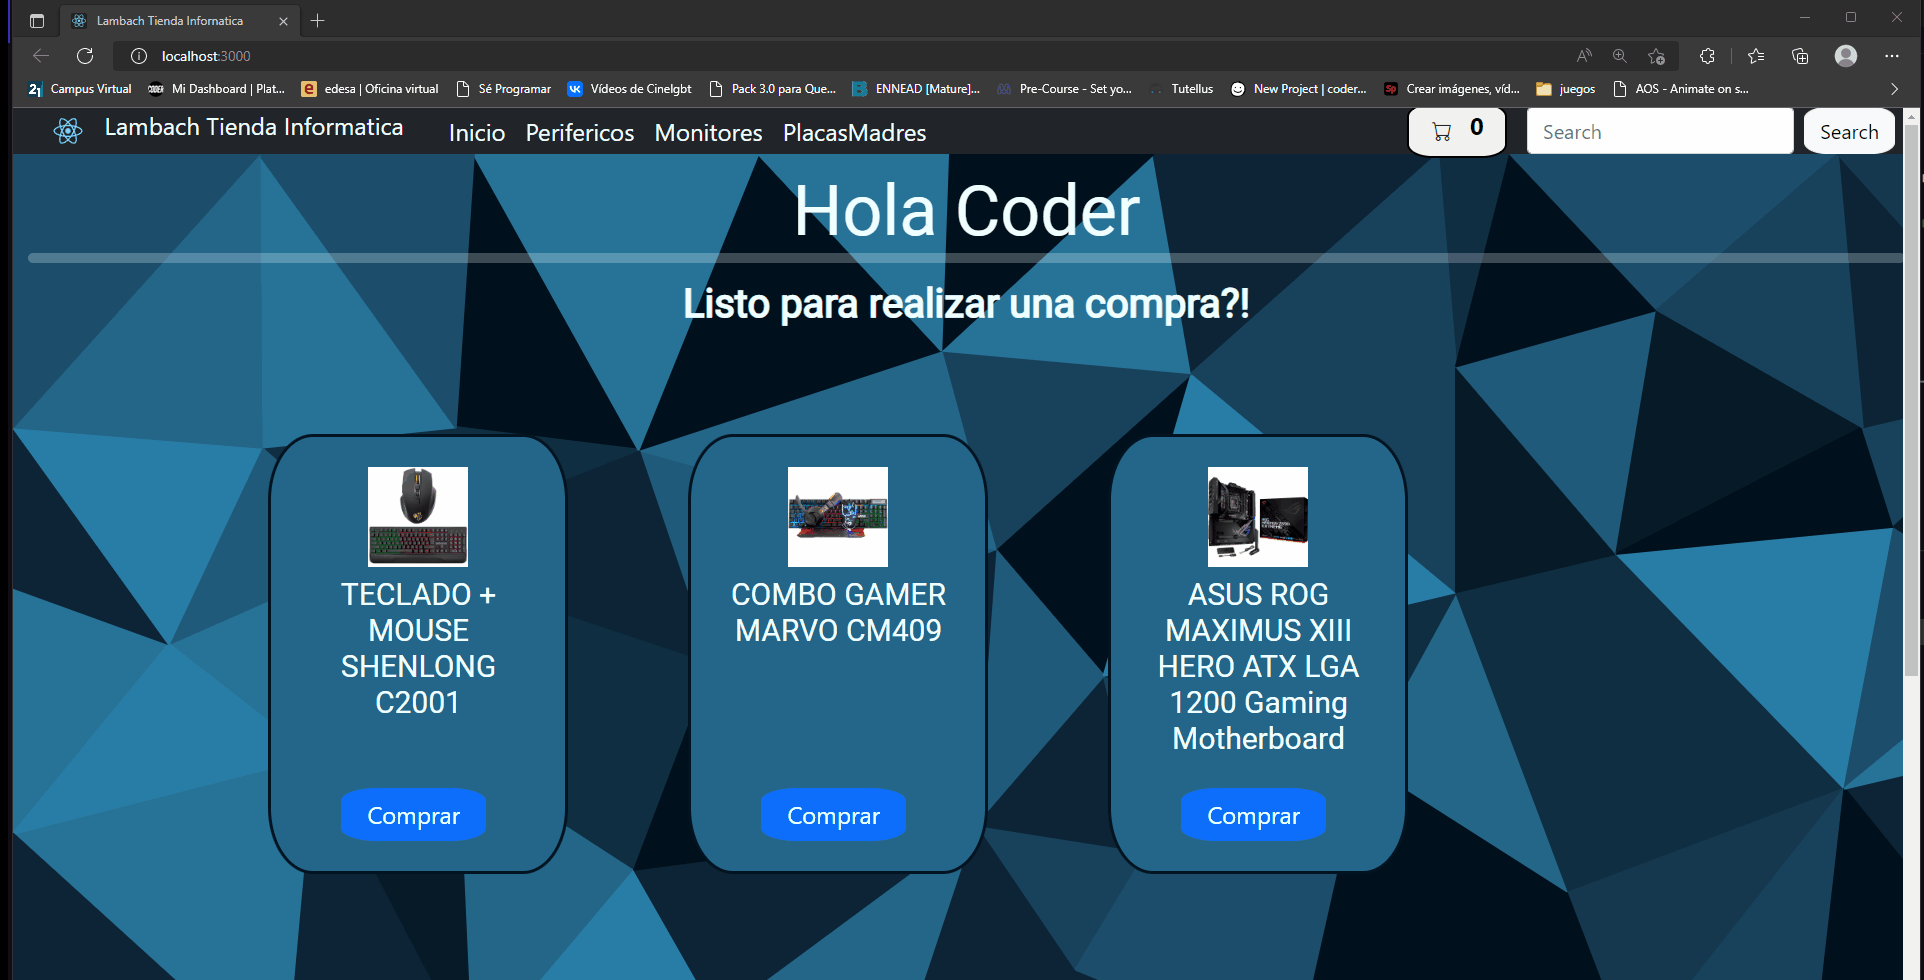 Lambach Tienda Informatica
localhost:3000
Campus Virtual
Mi Dashboard | Plat...
edesa | Oficina virtual
Sé Programar
Vídeos de Cinelgbt
Pack 3.0 para Que...
ENNEAD [Mature]...
Pre-Course - Set yo...
Tutellus
New Project | coder...
Crear imágenes, víd...
juegos
AOS - Animate on s...
Lambach Tienda Informatica
Inicio
Perifericos
Monitores
PlacasMadres
0
Search
Search
Hola Coder
Listo para realizar una compra?!
TECLADO +
MOUSE
SHENLONG
C2001
Comprar
COMBO GAMER
MARVO CM409
Comprar
ASUS ROG
MAXIMUS XIII
HERO ATX LGA
1200 Gaming
Motherboard
Comprar